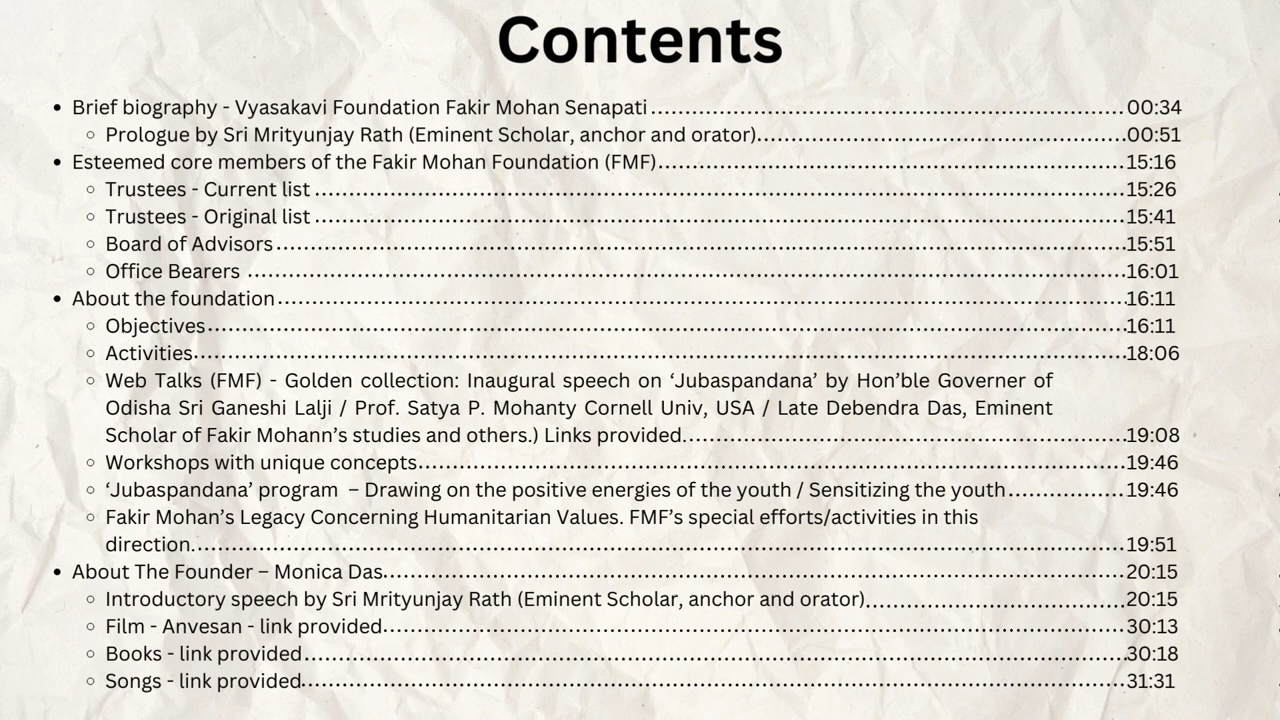 Contents
• Brief biography - Vyasakavi Foundation Fakir Mohan Senapati 00:34
◦ Prologue by Sri Mrityunjay Rath (Eminent Scholar, anchor and orator) 00:51
• Esteemed core members of the Fakir Mohan Foundation (FMF) 15:16
◦ Trustees - Current list 15:26
◦ Trustees - Original list 15:41
◦ Board of Advisors 15:51
◦ Office Bearers 16:01
• About the foundation 16:11
◦ Objectives 16:11
◦ Activities 18:06
◦ Web Talks (FMF) - Golden collection: Inaugural speech on ‘Jubaspandana’ by Hon’ble Governer of
Odisha Sri Ganeshi Lalji / Prof. Satya P. Mohanty Cornell Univ, USA / Late Debendra Das, Eminent
Scholar of Fakir Mohann’s studies and others.) Links provided. 19:08
◦ Workshops with unique concepts 19:46
◦ ‘Jubaspandana’ program – Drawing on the positive energies of the youth / Sensitizing the youth 19:46
◦ Fakir Mohan’s Legacy Concerning Humanitarian Values. FMF’s special efforts/activities in this
direction. 19:51
• About The Founder – Monica Das 20:15
◦ Introductory speech by Sri Mrityunjay Rath (Eminent Scholar, anchor and orator) 20:15
◦ Film - Anvesan - link provided 30:13
◦ Books - link provided 30:18
◦ Songs - link provided 31:31